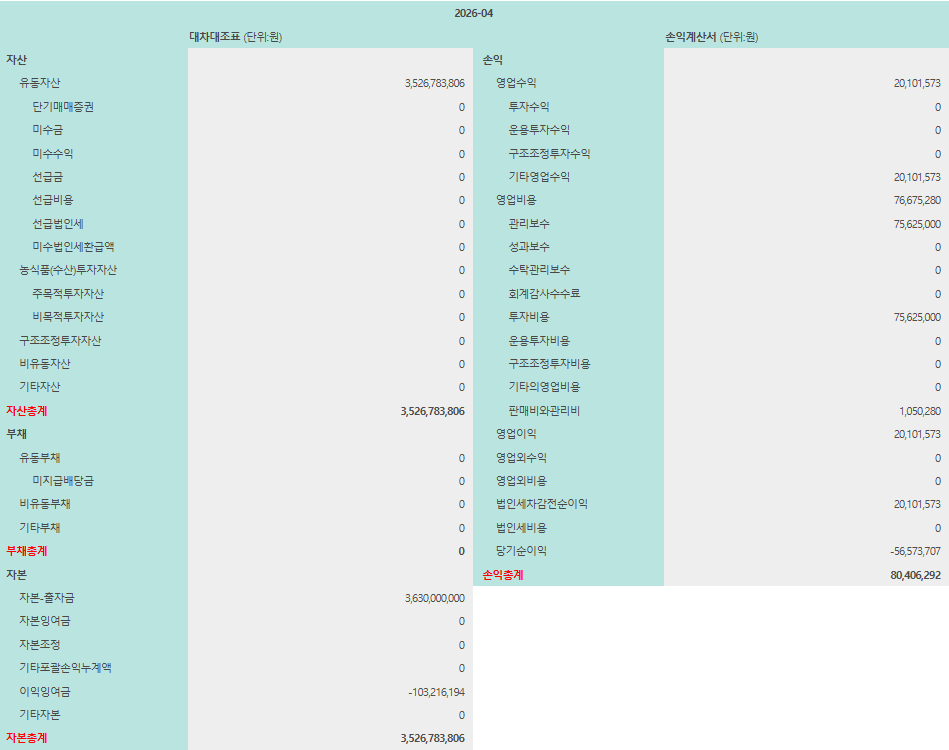 2026-04
대차대조표 (단위:원) 손익계산서 (단위:원)
자산 손익
유동자산 3,526,783,806 영업수익 20,101,573
단기매매증권 0 투자수익 0
미수금 0 운용투자수익 0
미수수익 0 구조조정투자수익 0
선급금 0 기타영업수익 20,101,573
선급비용 0 영업비용 76,675,280
선급법인세 0 관리보수 75,625,000
미수법인세환급액 0 성과보수 0
농식품(수산)투자자산 0 수탁관리보수 0
주목적투자자산 0 회계감사수수료 0
비목적투자자산 0 투자비용 75,625,000
구조조정투자자산 0 운용투자비용 0
비유동자산 0 구조조정투자비용 0
기타자산 0 기타의영업비용 0
자산총계 3,526,783,806 판매비와관리비 1,050,280
부채 영업이익 20,101,573
유동부채 0 영업외수익 0
미지급배당금 0 영업외비용 0
비유동부채 0 법인세차감전순이익 20,101,573
기타부채 0 법인세비용 0
부채총계 0 당기순이익 -56,573,707
자본 손익총계 80,406,292
자본-출자금 3,630,000,000
자본잉여금 0
자본조정 0
기타포괄손익누계액 0
이익잉여금 -103,216,194
기타자본 0
자본총계 3,526,783,806